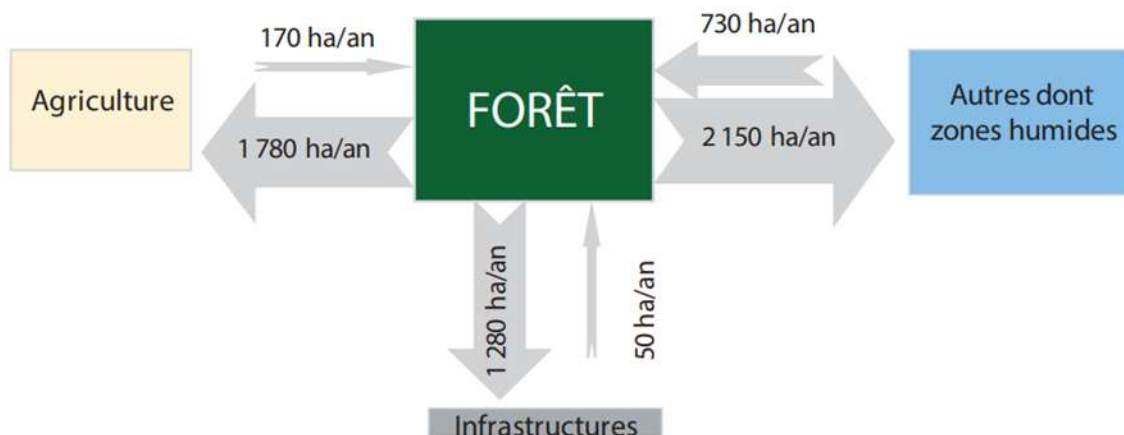 170 ha/an
730 ha/an
Agriculture
FORÊT
Autres dont
zones humides
1 780 ha/an
2 150 ha/an
1 280 ha/an
50 ha/an
Infrastructures